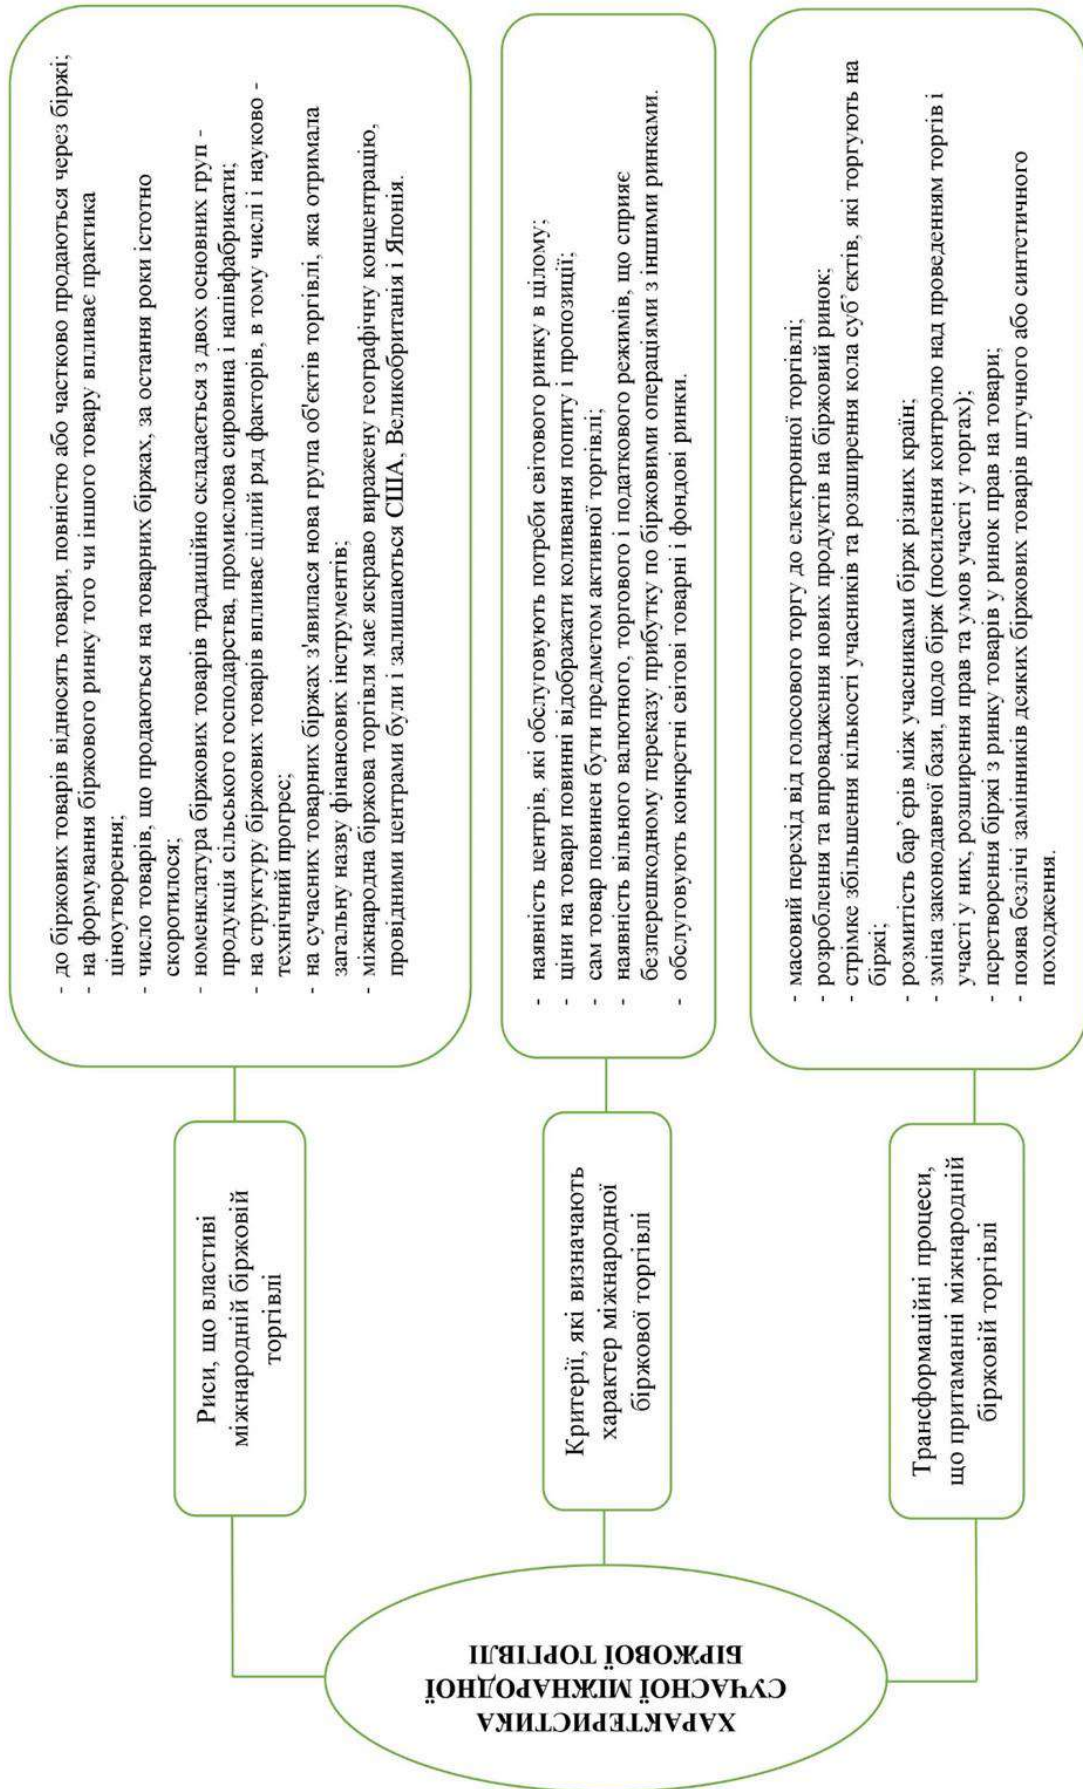 ХАРАКТЕРИСТИКА
СУЧАСНОЇ МІЖНАРОДНОЇ
БІРЖОВОЇ ТОРГІВЛІ
Риси, що властиві
міжнародній біржовій
торгівлі
- до біржових товарів відносять товари, повністю або частково продаються через біржі;
- на формування біржового ринку того чи іншого товару впливає практика
ціноутворення;
- число товарів, що продаються на товарних біржах, за остання роки істотно
скоротилося;
- номенклатура біржових товарів традиційно складається з двох основних груп -
продукція сільського господарства, промислова сировина і напівфабрикати;
- на структуру біржових товарів впливає цілий ряд факторів, в тому числі і науково -
технічний прогрес;
- на сучасних товарних біржах з'явилася нова група об'єктів торгівлі, яка отримала
загальну назву фінансових інструментів;
- міжнародна біржова торгівля має яскраво виражену географічну концентрацію,
провідними центрами були і залишаються США, Великобританія і Японія.
Критерії, які визначають
характер міжнародної
біржової торгівлі
- наявність центрів, які обслуговують потреби світового ринку в цілому;
- ціни на товари повинні відображати коливання попиту і пропозиції;
- сам товар повинен бути предметом активної торгівлі;
- наявність вільного валютного, торгового і податкового режимів, що сприяє
безперешкодному переказу прибутку по біржовими операціями з іншими ринками.
- обслуговують конкретні світові товарні і фондові ринки.
Трансформаційні процеси,
що притаманні міжнародній
біржовій торгівлі
- масовий перехід від голосового торгу до електронної торгівлі;
- розроблення та впровадження нових продуктів на біржовий ринок;
- стрімке збільшення кількості учасників та розширення кола суб’єктів, які торгують на
біржі;
- розмитість бар’єрів між учасниками бірж різних країн;
- зміна законодавчої бази, щодо бірж (посилення контролю над проведенням торгів і
участі у них, розширення прав та умов участі у торгах);
- перетворення біржі з ринку товарів у ринок прав на товари;
- поява безлічі замінників деяких біржових товарів штучного або синтетичного
походження.